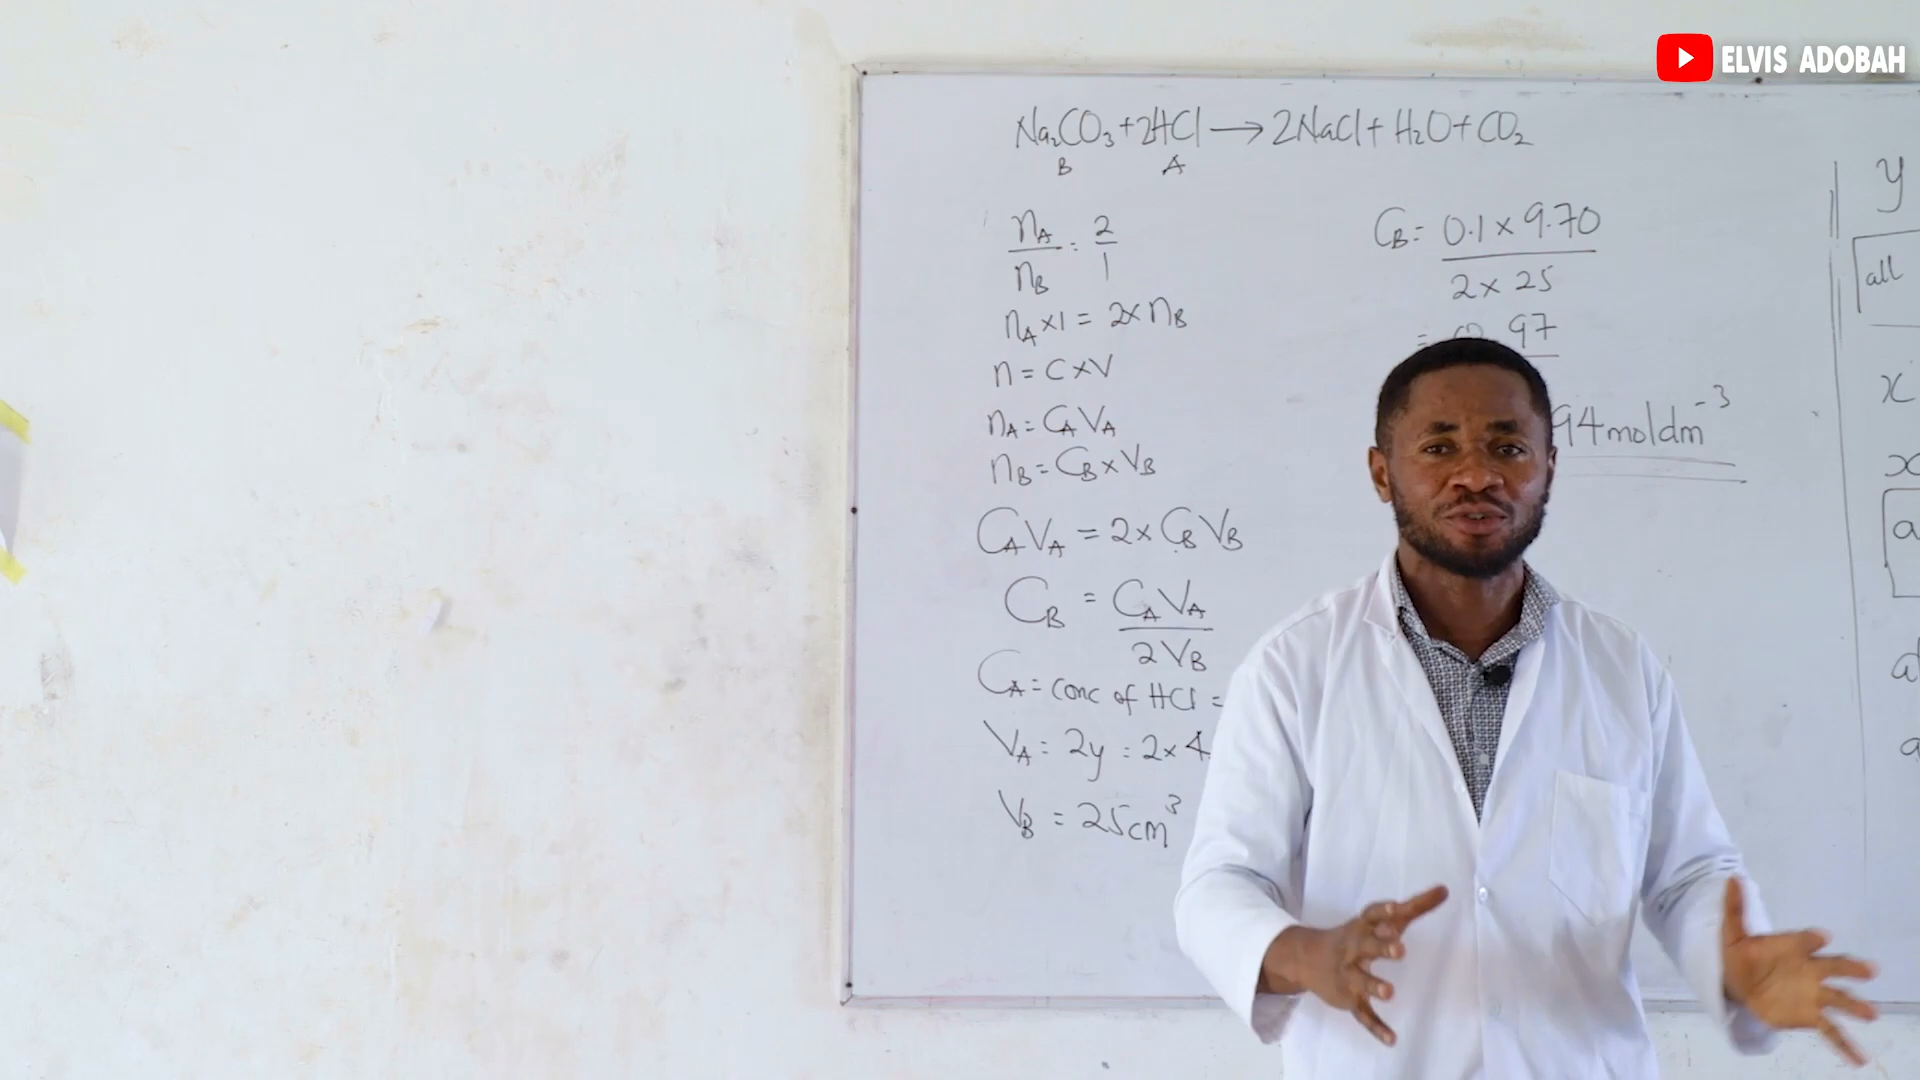 ELVIS ADOBAH
Na₂CO₃ + 2HCl → 2NaCl + H₂O + CO₂
B A
n_A / n_B = 2 / 1
n_A × 1 = 2 × n_B
n = C × V
n_A = C_A V_A
n_B = C_B × V_B
C_A V_A = 2 × C_B V_B
C_B = C_A V_A / 2 V_B
C_A = conc of HCl =
V_A = 2y = 2 × 4.
V_B = 25cm³
C_B = 0.1 × 9.70 / 2 × 25
= 97
94moldm⁻³
y
all
x
x
a
a
a